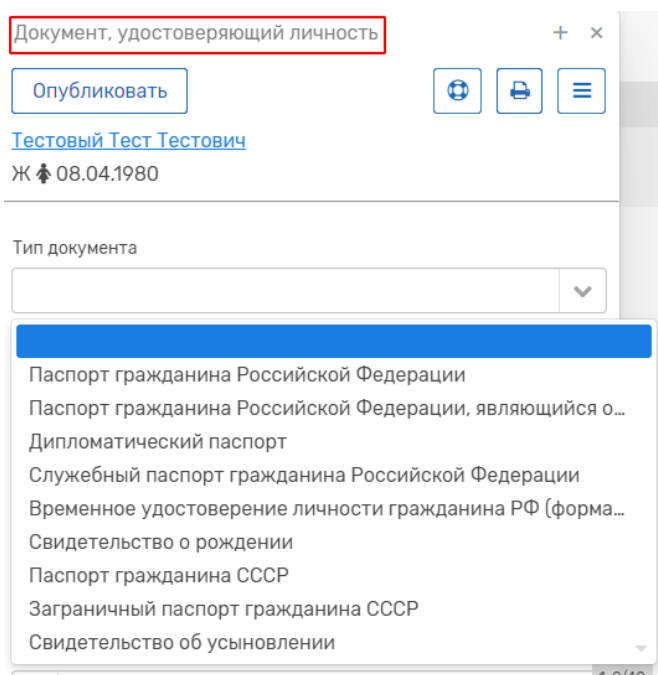 Документ, удостоверяющий личность
Опубликовать
Тестовый Тест Тестович
Ж 08.04.1980
Тип документа
Паспорт гражданина Российской Федерации
Паспорт гражданина Российской Федерации, являющийся о...
Дипломатический паспорт
Служебный паспорт гражданина Российской Федерации
Временное удостоверение личности гражданина РФ (форма...
Свидетельство о рождении
Паспорт гражданина СССР
Заграничный паспорт гражданина СССР
Свидетельство об усыновлении